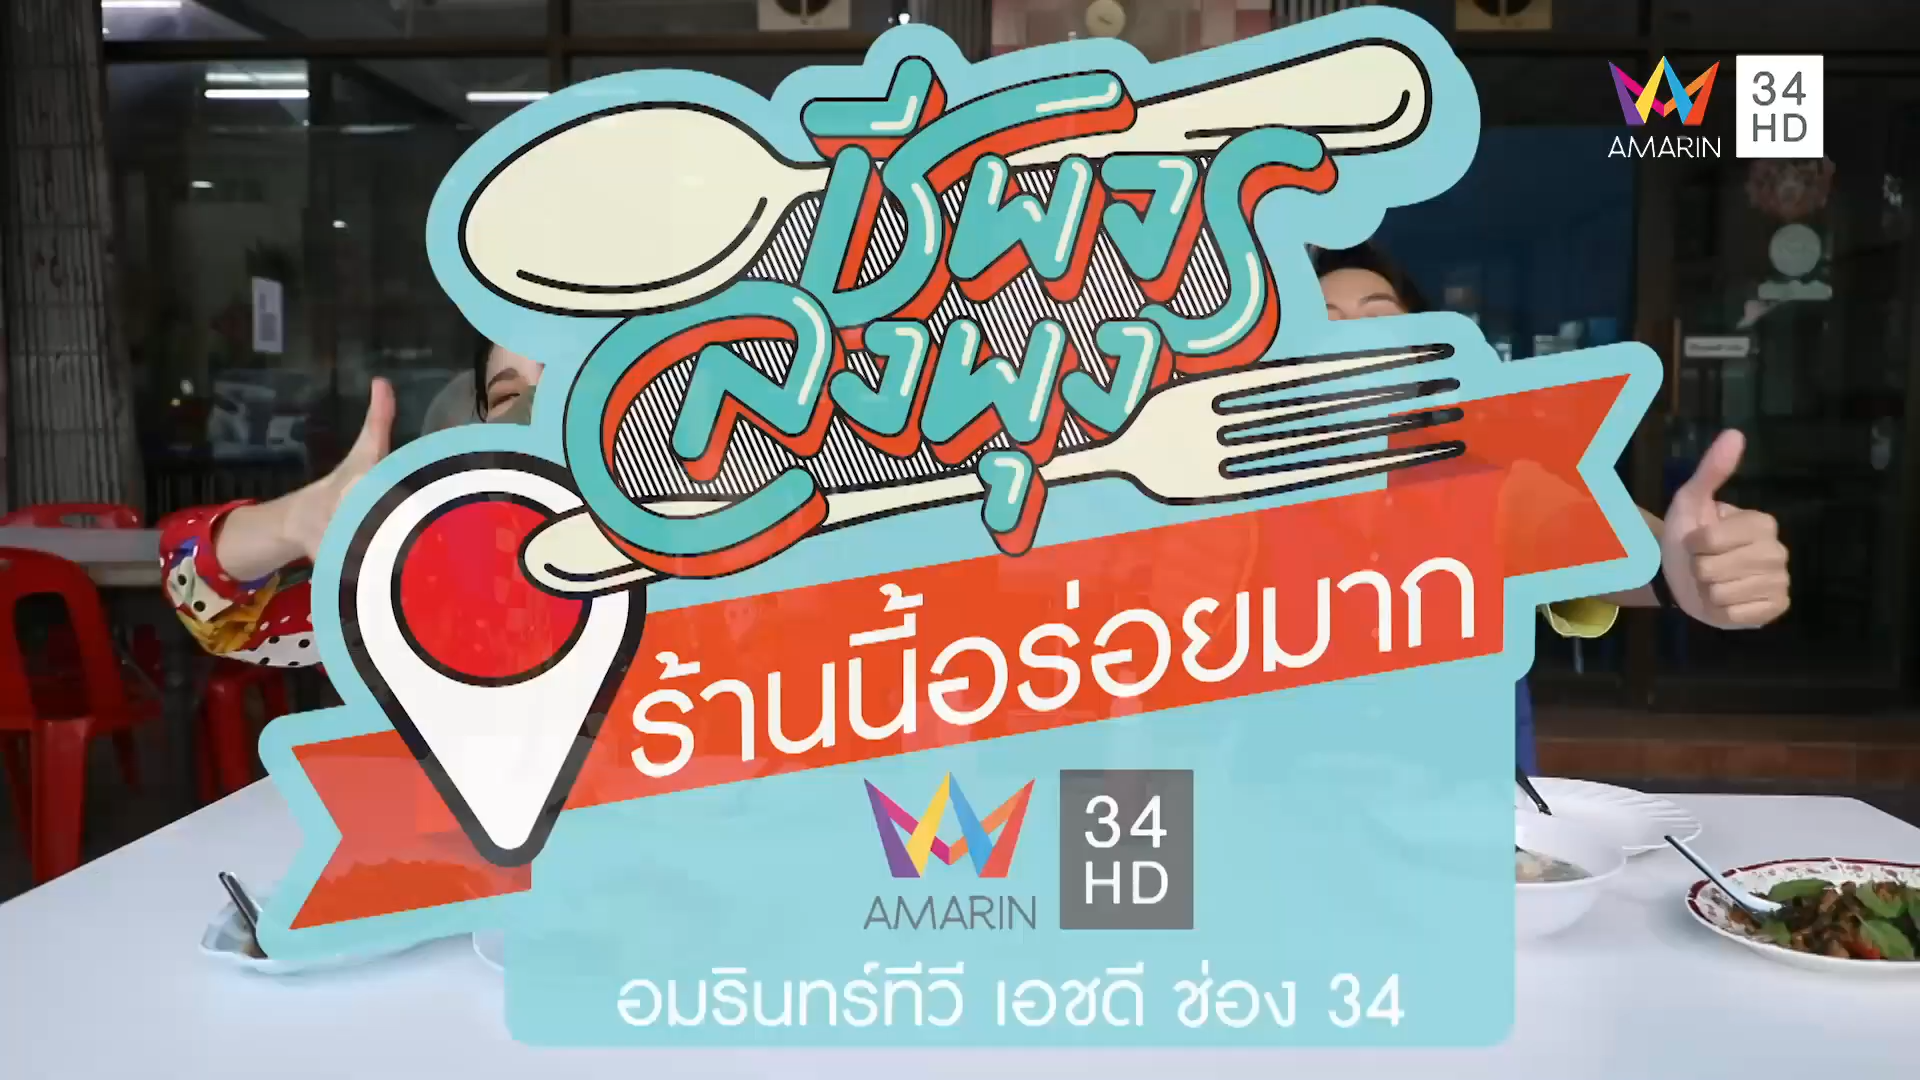 ชีพจร
ลงพุง
ร้านนี้อร่อยมาก
AMARIN
34
HD
อมรินทร์ทีวี เอชดี ช่อง 34
AMARIN
34
HD